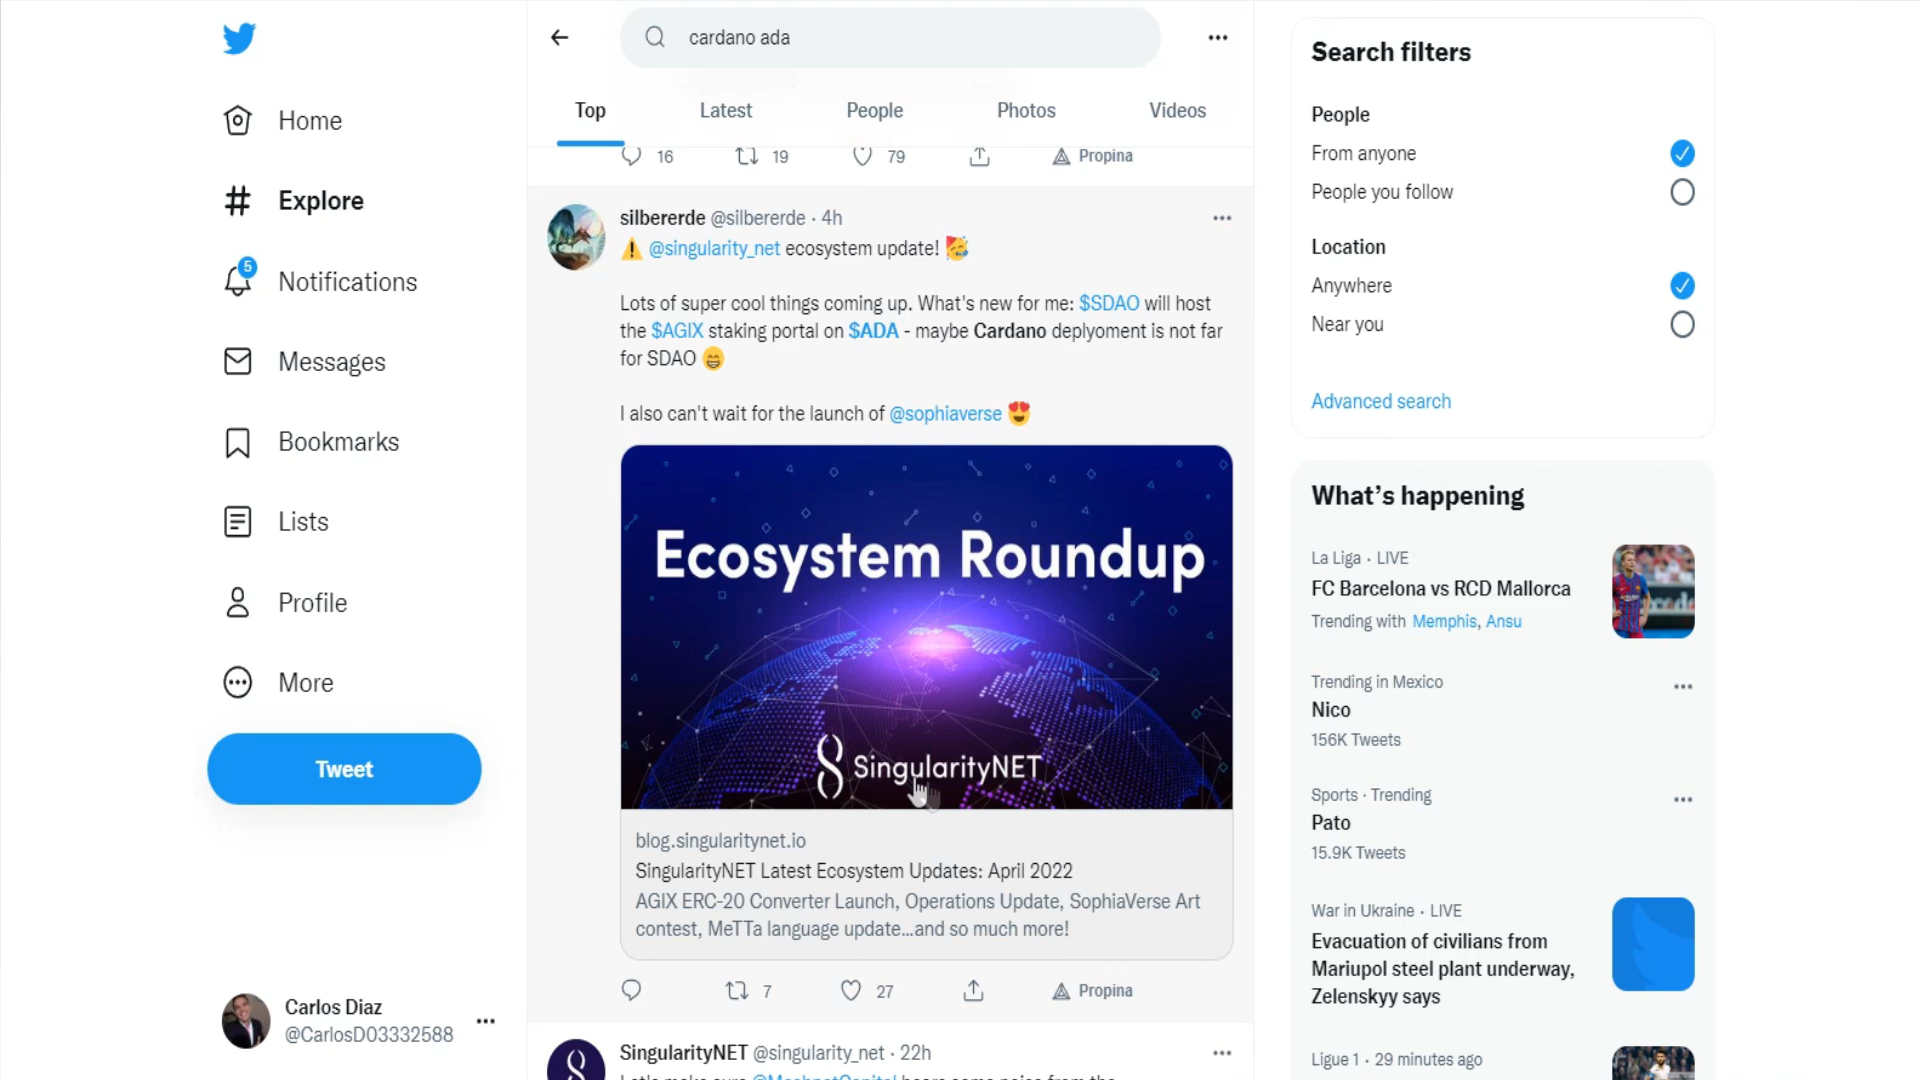 cardano ada
Top
Latest
People
Photos
Videos
Home
Explore
5
Notifications
Messages
Bookmarks
Lists
Profile
More
Tweet
Carlos Diaz
@CarlosD03332588
16
19
79
Propina
silbererde @silbererde · 4h
@singularity_net ecosystem update!
Lots of super cool things coming up. What's new for me: $SDAO will host
the $AGIX staking portal on $ADA - maybe Cardano deplyoment is not far
for SDAO
I also can't wait for the launch of @sophiaverse
Ecosystem Roundup
SingularityNET
blog.singularitynet.io
SingularityNET Latest Ecosystem Updates: April 2022
AGIX ERC-20 Converter Launch, Operations Update, SophiaVerse Art
contest, MeTTa language update...and so much more!
7
27
Propina
SingularityNET @singularity_net · 22h
Search filters
People
From anyone
People you follow
Location
Anywhere
Near you
Advanced search
What's happening
La Liga · LIVE
FC Barcelona vs RCD Mallorca
Trending with Memphis, Ansu
Trending in Mexico
Nico
156K Tweets
Sports · Trending
Pato
15.9K Tweets
War in Ukraine · LIVE
Evacuation of civilians from
Mariupol steel plant underway,
Zelenskyy says
Ligue 1 · 29 minutes ago